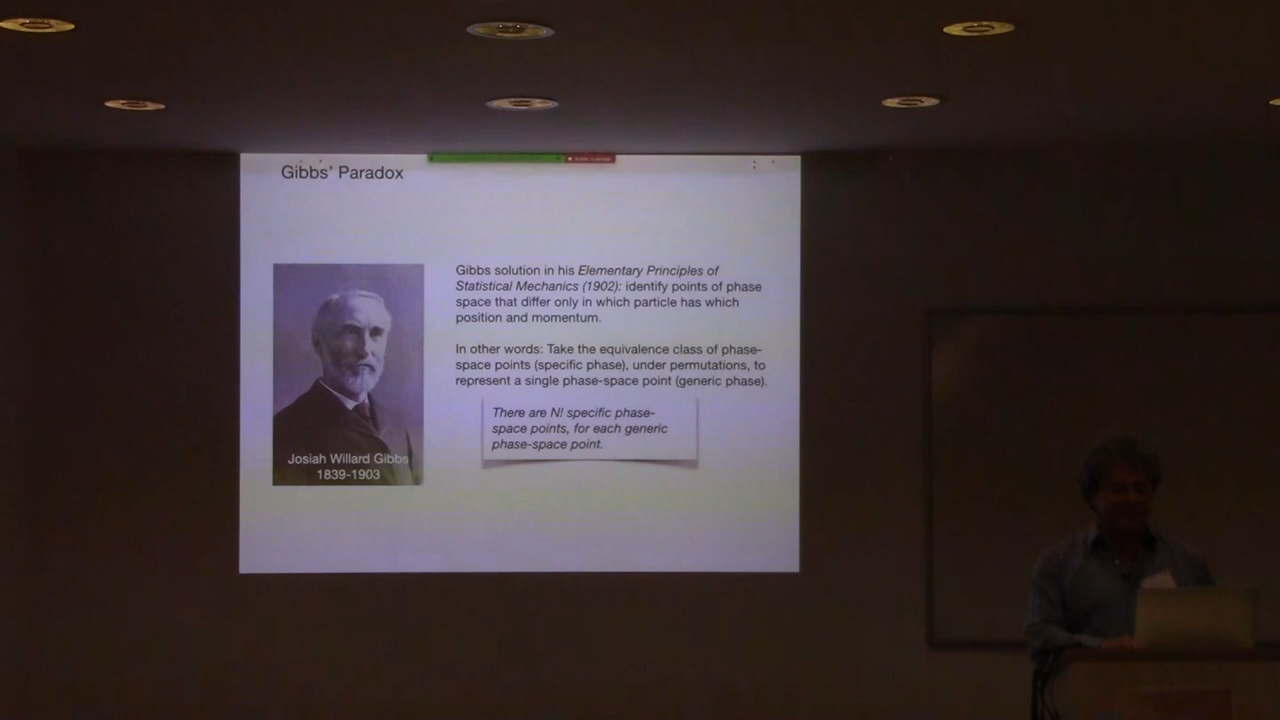 Gibbs' Paradox
Gibbs solution in his Elementary Principles of
Statistical Mechanics (1902): identify points of phase
space that differ only in which particle has which
position and momentum.
In other words: Take the equivalence class of phase-
space points (specific phase), under permutations, to
represent a single phase-space point (generic phase).
There are N! specific phase-
space points, for each generic
phase-space point.
Josiah Willard Gibbs
1839-1903